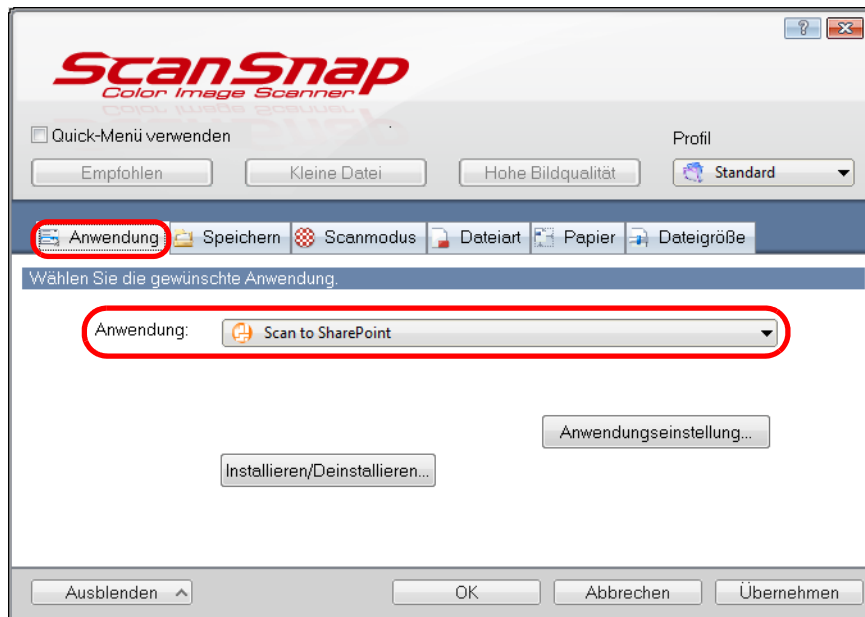 ScanSnap
Color Image Scanner
Quick-Menü verwenden
Profil
Empfohlen
Kleine Datei
Hohe Bildqualität
Standard
Anwendung
Speichern
Scanmodus
Dateiart
Papier
Dateigröße
Wählen Sie die gewünschte Anwendung.
Anwendung:
Scan to SharePoint
Anwendungseinstellung...
Installieren/Deinstallieren...
Ausblenden
OK
Abbrechen
Übernehmen